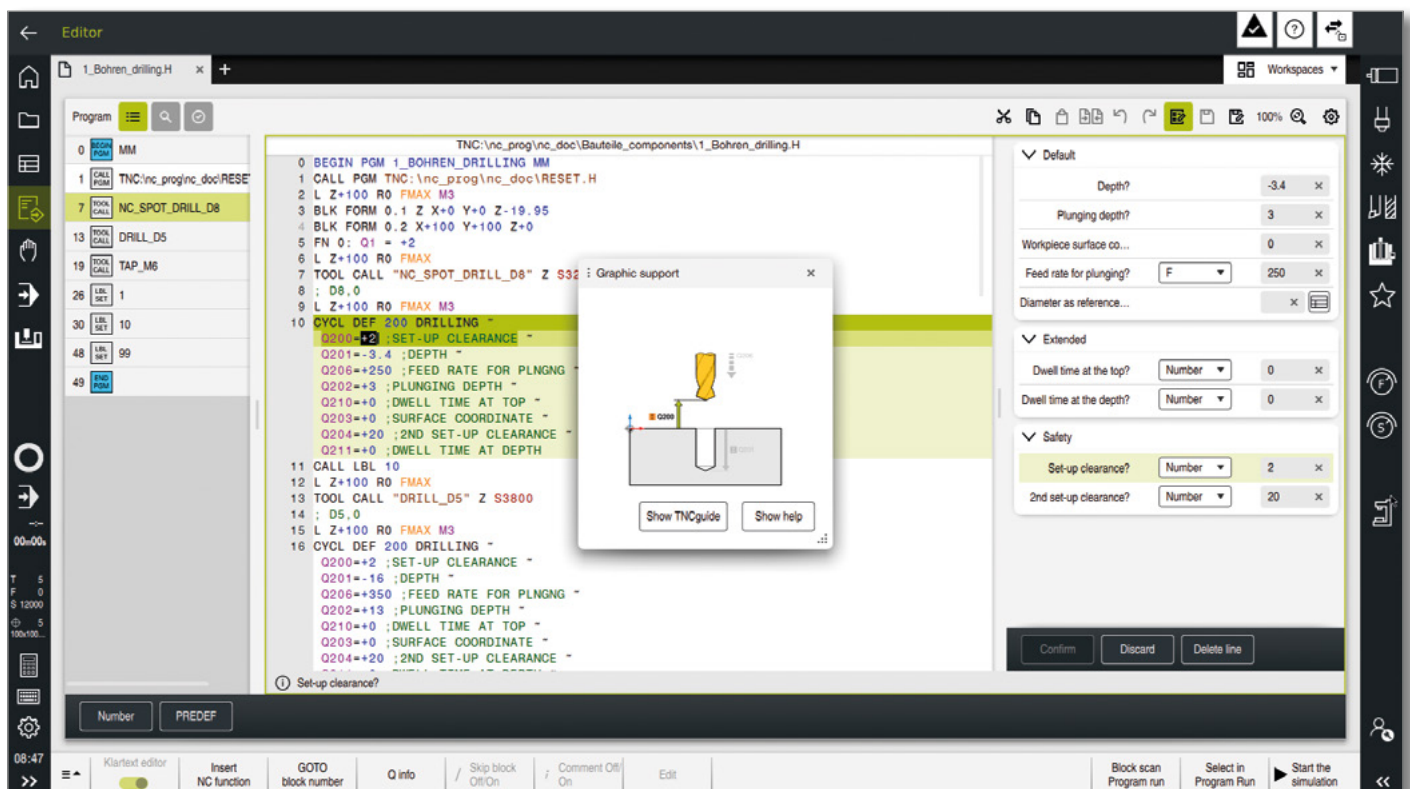 Editor
1_Bohren_drilling.H × +
Workspaces
Program
100%
0 BEGIN PGM MM
1 CALL PGM TNC:\nc_prog\nc_doc\RESE
7 TOOL CALL NC_SPOT_DRILL_D8
13 TOOL CALL DRILL_D5
19 TOOL CALL TAP_M6
26 LBL SET 1
30 LBL SET 10
48 LBL SET 99
49 END PGM
TNC:\nc_prog\nc_doc\Bauteile_components\1_Bohren_drilling.H
0 BEGIN PGM 1_BOHREN_DRILLING MM
1 CALL PGM TNC:\nc_prog\nc_doc\RESET.H
2 L Z+100 R0 FMAX M3
3 BLK FORM 0.1 Z X+0 Y+0 Z-19.95
4 BLK FORM 0.2 X+100 Y+100 Z+0
5 FN 0: Q1 = +2
6 L Z+100 R0 FMAX
7 TOOL CALL "NC_SPOT_DRILL_D8" Z S32
8 ; D8,0
9 L Z+100 R0 FMAX M3
10 CYCL DEF 200 DRILLING ~
Q200=+2 ;SET-UP CLEARANCE ~
Q201=-3.4 ;DEPTH ~
Q206=+250 ;FEED RATE FOR PLNGNG ~
Q202=+3 ;PLUNGING DEPTH ~
Q210=+0 ;DWELL TIME AT TOP ~
Q203=+0 ;SURFACE COORDINATE ~
Q204=+20 ;2ND SET-UP CLEARANCE ~
Q211=+0 ;DWELL TIME AT DEPTH
11 CALL LBL 10
12 L Z+100 R0 FMAX
13 TOOL CALL "DRILL_D5" Z S3800
14 ; D5,0
15 L Z+100 R0 FMAX M3
16 CYCL DEF 200 DRILLING ~
Q200=+2 ;SET-UP CLEARANCE ~
Q201=-16 ;DEPTH ~
Q206=+350 ;FEED RATE FOR PLNGNG ~
Q202=+13 ;PLUNGING DEPTH ~
Q210=+0 ;DWELL TIME AT TOP ~
Q203=+0 ;SURFACE COORDINATE ~
Q204=+20 ;2ND SET-UP CLEARANCE ~
Set-up clearance?
Graphic support ×
Q206
Q200
Q201
Show TNCguide
Show help
Default
Depth? -3.4 ×
Plunging depth? 3 ×
Workpiece surface co... 0 ×
Feed rate for plunging? F 250 ×
Diameter as reference... ×
Extended
Dwell time at the top? Number 0 ×
Dwell time at the depth? Number 0 ×
Safety
Set-up clearance? Number 2 ×
2nd set-up clearance? Number 20 ×
Confirm
Discard
Delete line
F
S
00m00s
T 5
F 0
S 12000
5
100x100...
08:47
Number
PREDEF
Klartext editor
Insert
NC function
GOTO
block number
Q info
/ Skip block
Off/On
; Comment Off/
On
Edit
Block scan
Program run
Select in
Program Run
Start the
simulation